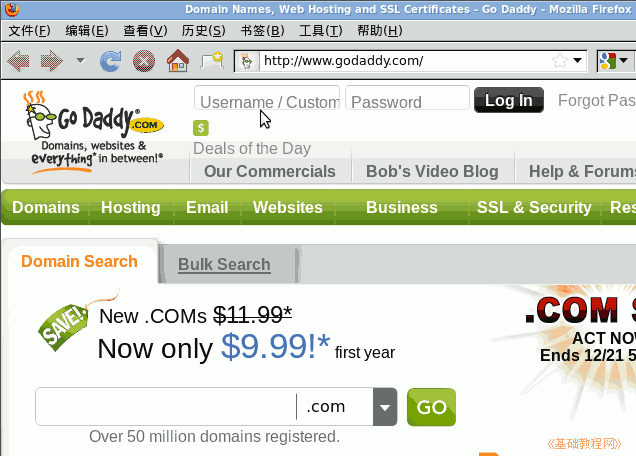 Domain Names, Web Hosting and SSL Certificates - Go Daddy - Mozilla Firefox
文件(F) 编辑(E) 查看(V) 历史(S) 书签(B) 工具(T) 帮助(H)
http://www.godaddy.com/
Go Daddy .COM
Domains, websites &
everything* in between!™
Username / Custom
Password
Log In
Forgot Pas
$
Deals of the Day
Our Commercials Bob's Video Blog Help & Forums
Domains Hosting Email Websites Business SSL & Security Res
Domain Search Bulk Search
SAVE!
New .COMs $11.99*
Now only $9.99!* first year
.COM S
ACT NOW
Ends 12/21 5
.com GO
Over 50 million domains registered.
《基础教程网》